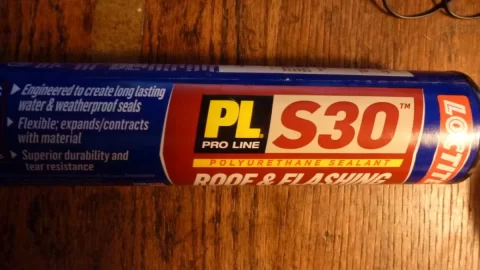 ▶ Engineered to create long lasting
water & weatherproof seals
▶ Flexible; expands/contracts
with material
▶ Superior durability and
tear resistance
PL
PRO LINE
S30™
POLYURETHANE SEALANT
ROOF & FLASHING
LOCTITE